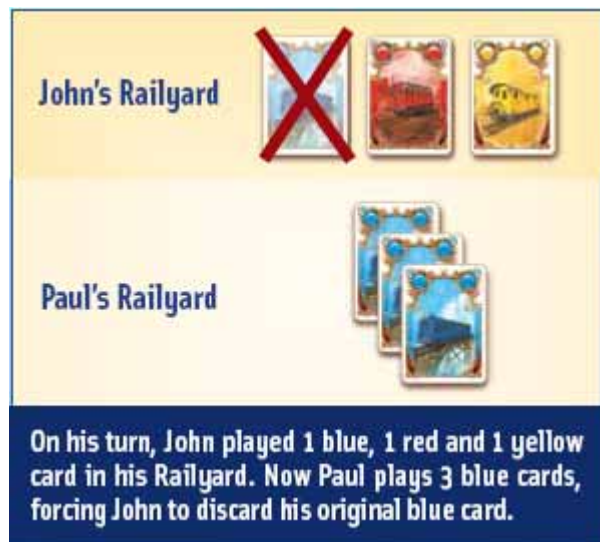 John's Railyard
Paul's Railyard
On his turn, John played 1 blue, 1 red and 1 yellow
card in his Railyard. Now Paul plays 3 blue cards,
forcing John to discard his original blue card.